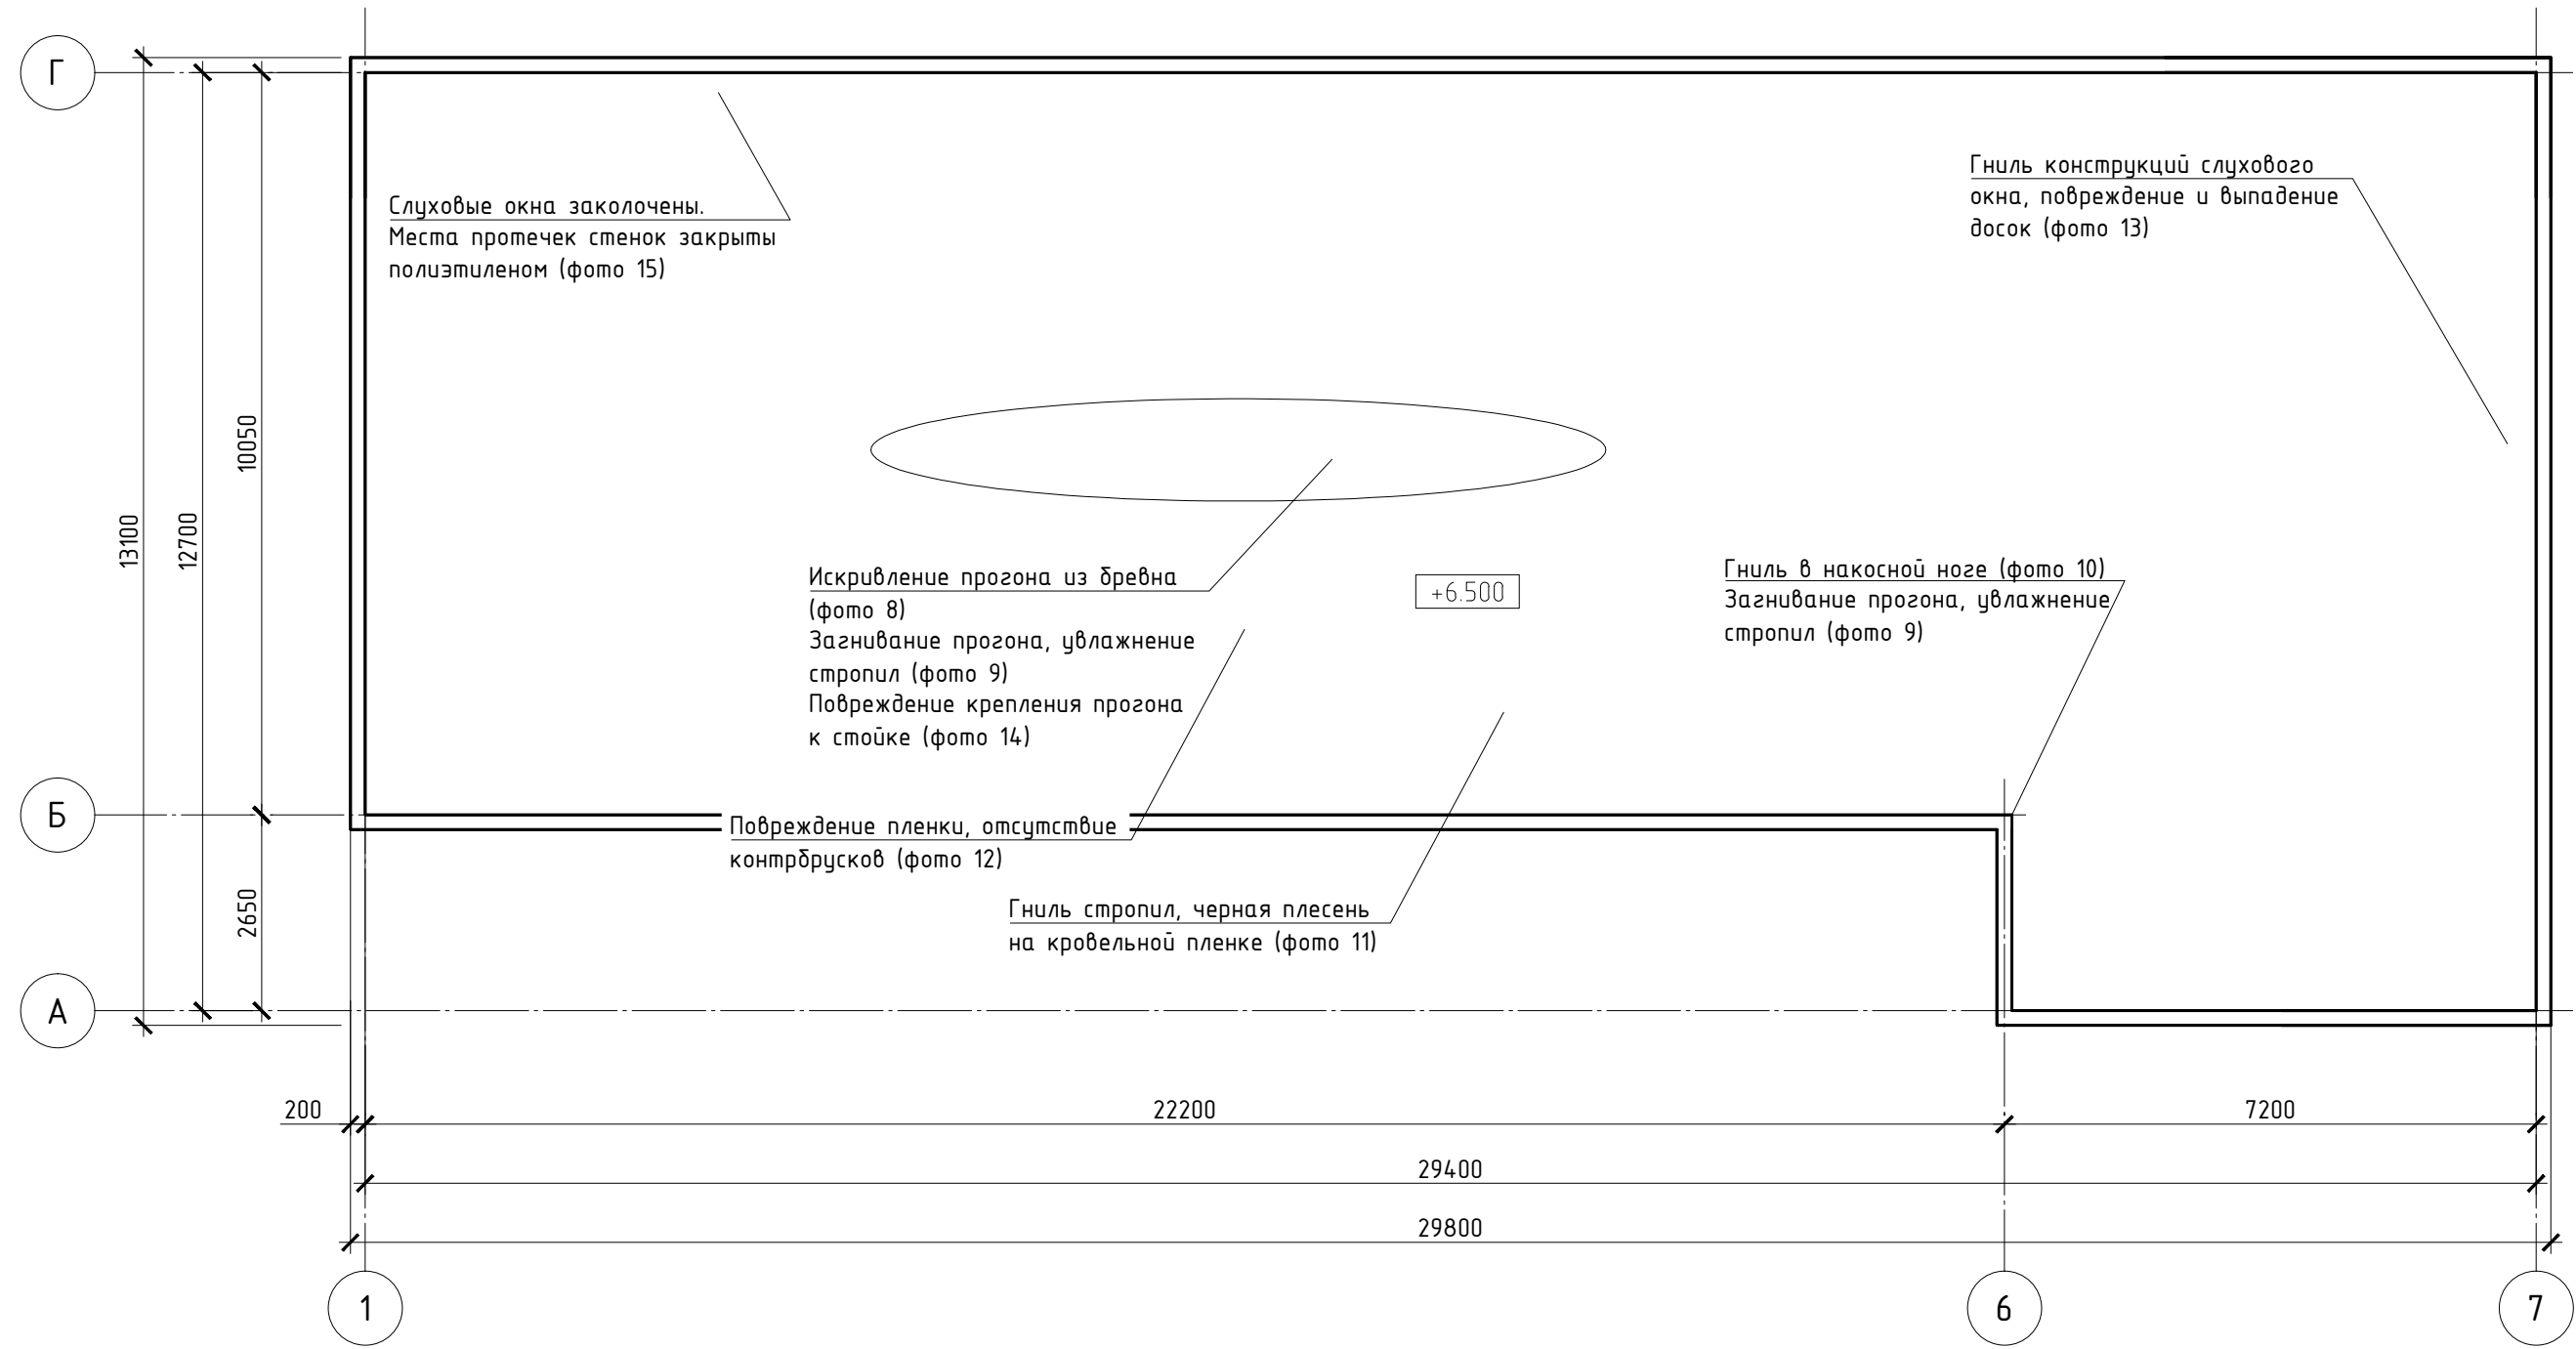 Г
Слуховые окна заколочены.
Места протечек стенок закрыты
полиэтиленом (фото 15)
Гниль конструкций слухового
окна, повреждение и выпадение
досок (фото 13)
13100
12700
10050
Искривление прогона из бревна
(фото 8)
Загнивание прогона, увлажнение
стропил (фото 9)
Повреждение крепления прогона
к стойке (фото 14)
+6.500
Гниль в накосной ноге (фото 10)
Загнивание прогона, увлажнение
стропил (фото 9)
Б
Повреждение пленки, отсутствие
контрбрусков (фото 12)
2650
Гниль стропил, черная плесень
на кровельной пленке (фото 11)
А
200
22200
7200
29400
29800
1
6
7